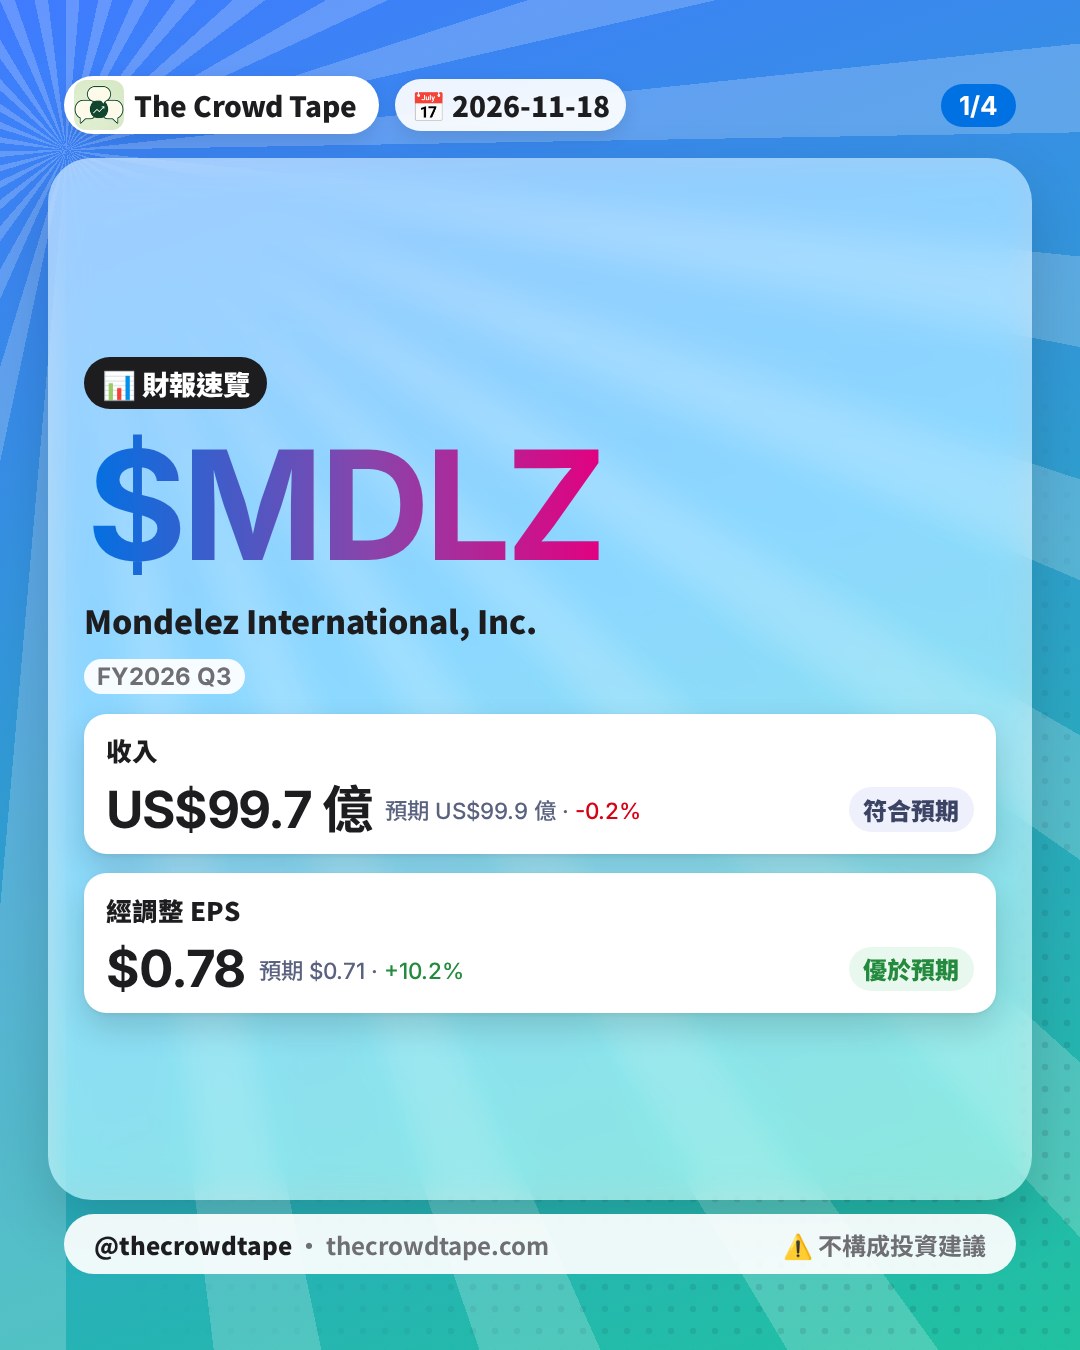 The Crowd Tape
2026-11-18
1/4
財報速覽
$MDLZ
Mondelez International, Inc.
FY2026 Q3
收入
US$99.7 億 預期 US$99.9 億 · -0.2%
符合預期
經調整 EPS
$0.78 預期 $0.71 · +10.2%
優於預期
@thecrowdtape • thecrowdtape.com
⚠️ 不構成投資建議